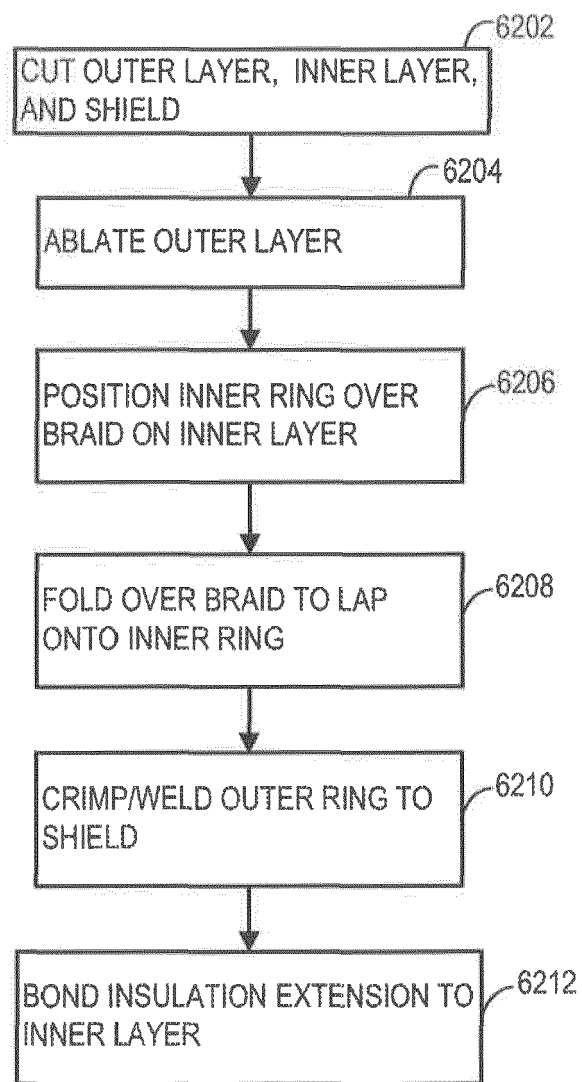 6202
CUT OUTER LAYER, INNER LAYER,
AND SHIELD
6204
ABLATE OUTER LAYER
6206
POSITION INNER RING OVER
BRAID ON INNER LAYER
6208
FOLD OVER BRAID TO LAP
ONTO INNER RING
6210
CRIMP/WELD OUTER RING TO
SHIELD
6212
BOND INSULATION EXTENSION TO
INNER LAYER